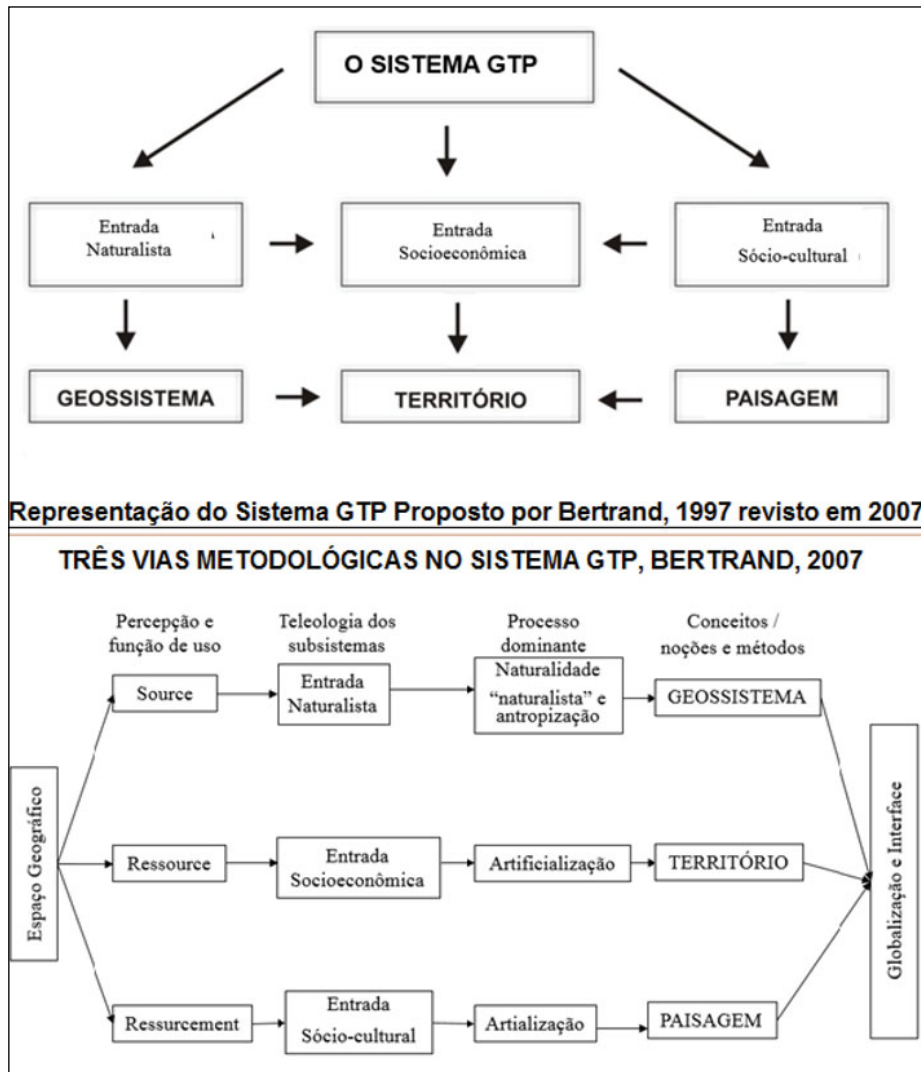 O SISTEMA GTP
Entrada
Naturalista
Entrada
Socioeconômica
Entrada
Sócio-cultural
GEOSSISTEMA
TERRITÓRIO
PAISAGEM
Representação do Sistema GTP Proposto por Bertrand, 1997 revisto em 2007
TRÊS VIAS METODOLÓGICAS NO SISTEMA GTP, BERTRAND, 2007
Percepção e
função de uso
Teleologia dos
subsistemas
Processo
dominante
Conceitos /
noções e métodos
Espaço Geográfico
Source
Entrada
Naturalista
Naturalidade
“naturalista” e
antropização
GEOSSISTEMA
Ressource
Entrada
Socioeconômica
Artificialização
TERRITÓRIO
Ressurcement
Entrada
Sócio-cultural
Artialização
PAISAGEM
Globalização e Interface